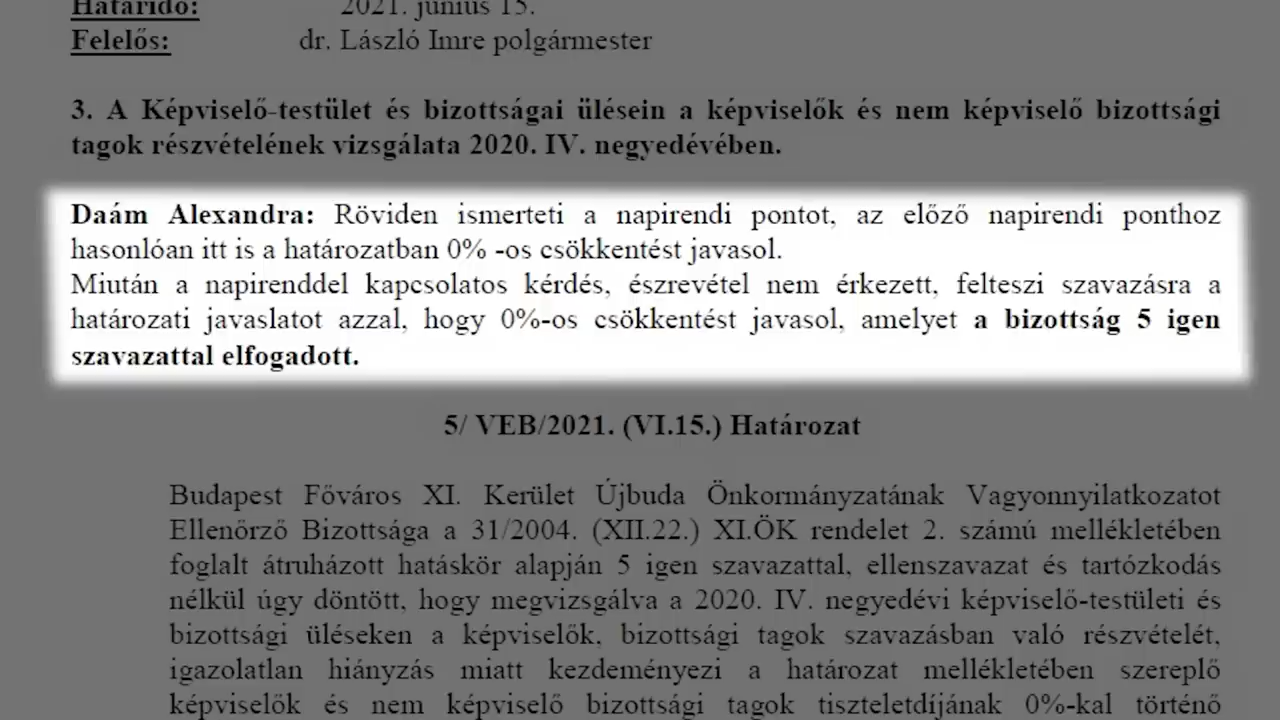 Határidő: 2021. június 15.
Felelős: dr. László Imre polgármester
3. A Képviselő-testület és bizottságai ülésein a képviselők és nem képviselő bizottsági
tagok részvételének vizsgálata 2020. IV. negyedévében.
Daám Alexandra: Röviden ismerteti a napirendi pontot, az előző napirendi ponthoz
hasonlóan itt is a határozatban 0% -os csökkentést javasol.
Miután a napirenddel kapcsolatos kérdés, észrevétel nem érkezett, felteszi szavazásra a
határozati javaslatot azzal, hogy 0%-os csökkentést javasol, amelyet a bizottság 5 igen
szavazattal elfogadott.
5/ VEB/2021. (VI.15.) Határozat
Budapest Főváros XI. Kerület Újbuda Önkormányzatának Vagyonnyilatkozatot
Ellenőrző Bizottsága a 31/2004. (XII.22.) XI.ÖK rendelet 2. számú mellékletében
foglalt átruházott hatáskör alapján 5 igen szavazattal, ellenszavazat és tartózkodás
nélkül úgy döntött, hogy megvizsgálva a 2020. IV. negyedévi képviselő-testületi és
bizottsági üléseken a képviselők, bizottsági tagok szavazásban való részvételét,
igazolatlan hiányzás miatt kezdeményezi a határozat mellékletében szereplő
képviselők és nem képviselő bizottsági tagok tiszteletdíjának 0%-kal történő